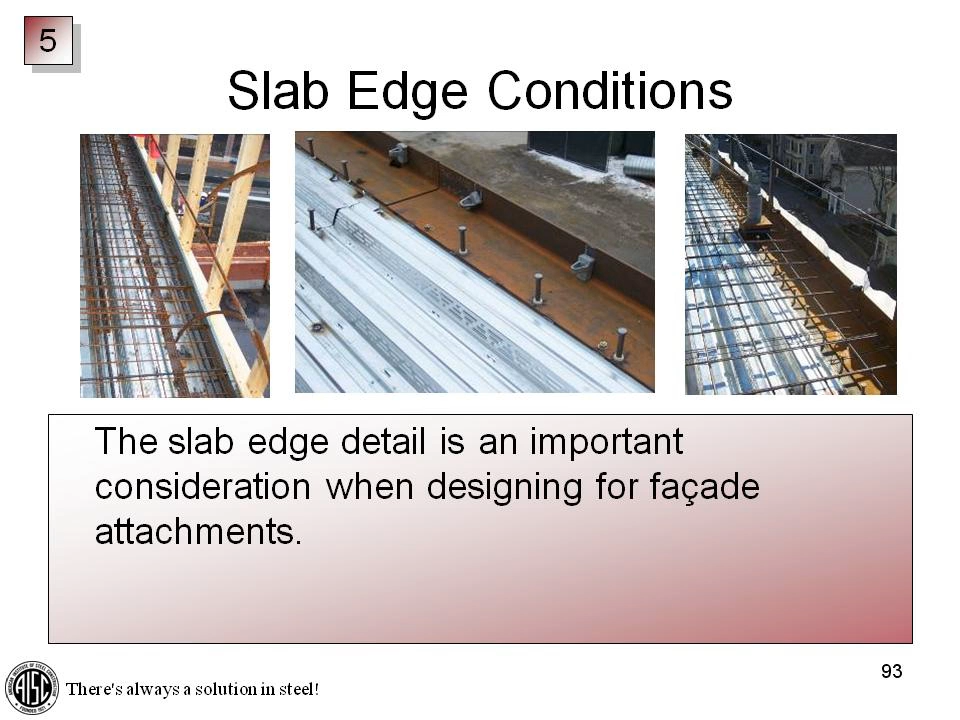 5
Slab Edge Conditions
The slab edge detail is an important
consideration when designing for façade
attachments.
AISC
There's always a solution in steel!
93